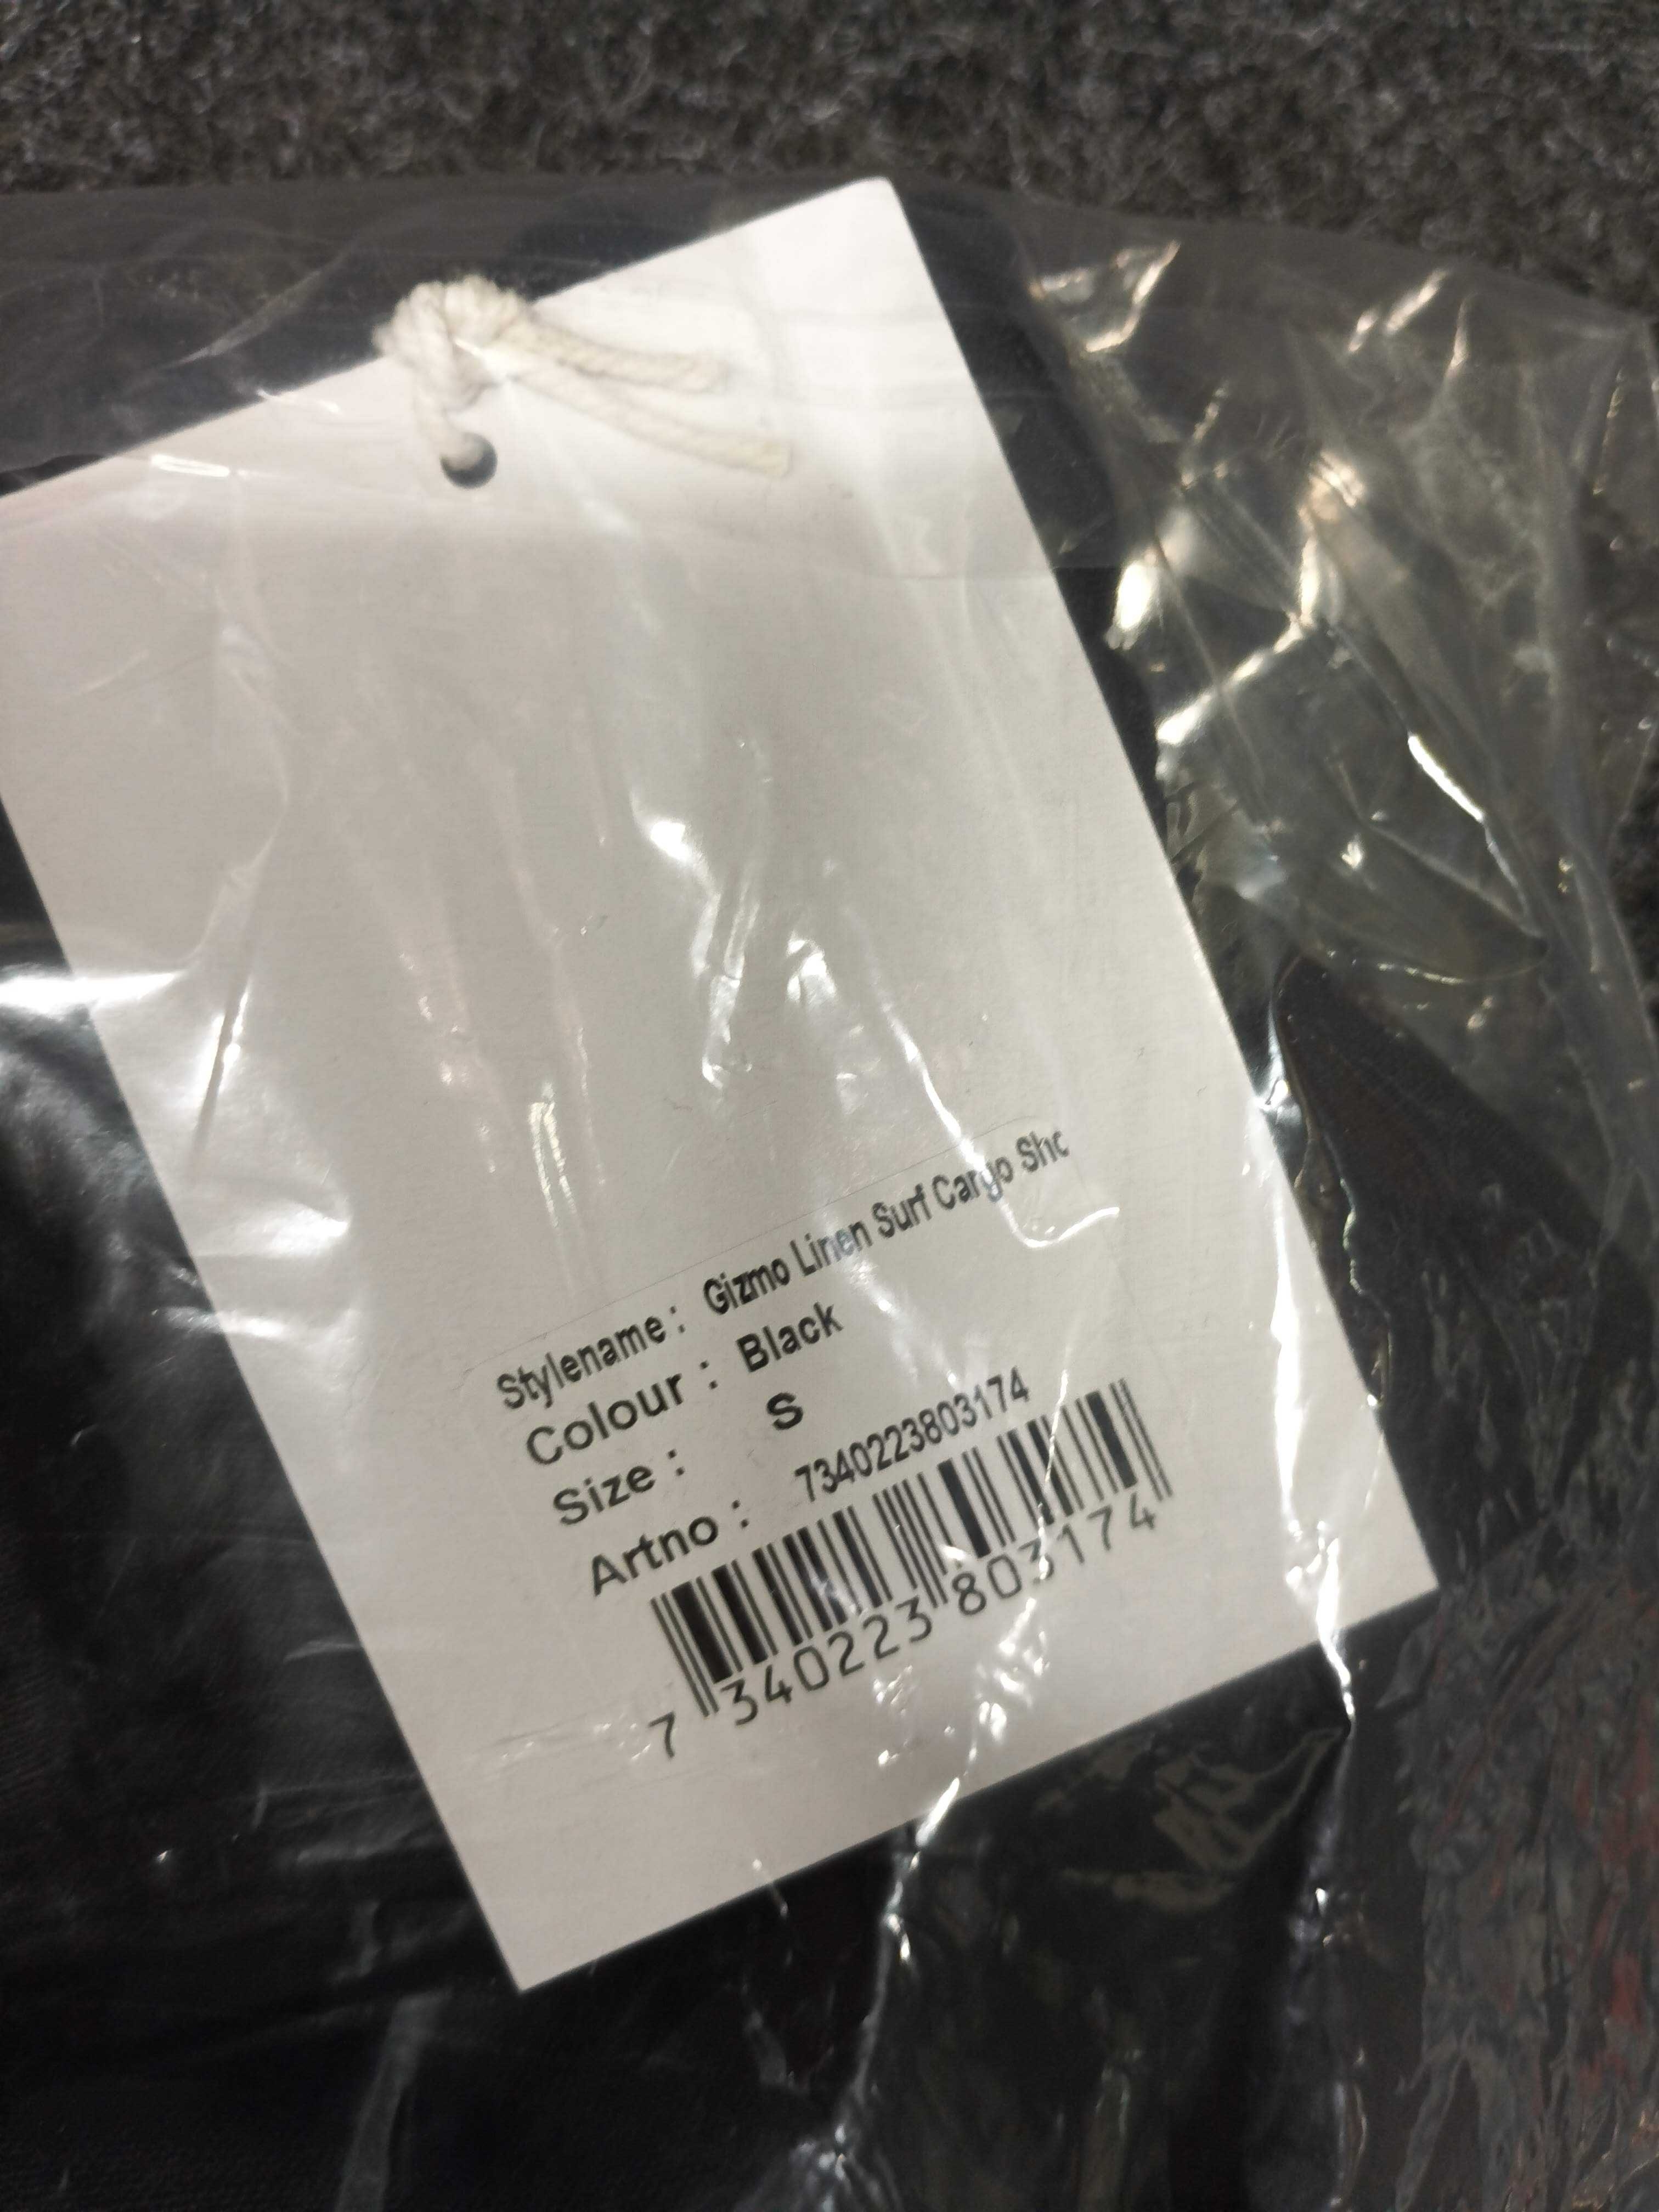 Stylename : Gizmo Linen Surf Cargo Sho
Colour : Black
Size : S
Artno : 7340223803174
7 340223 803174